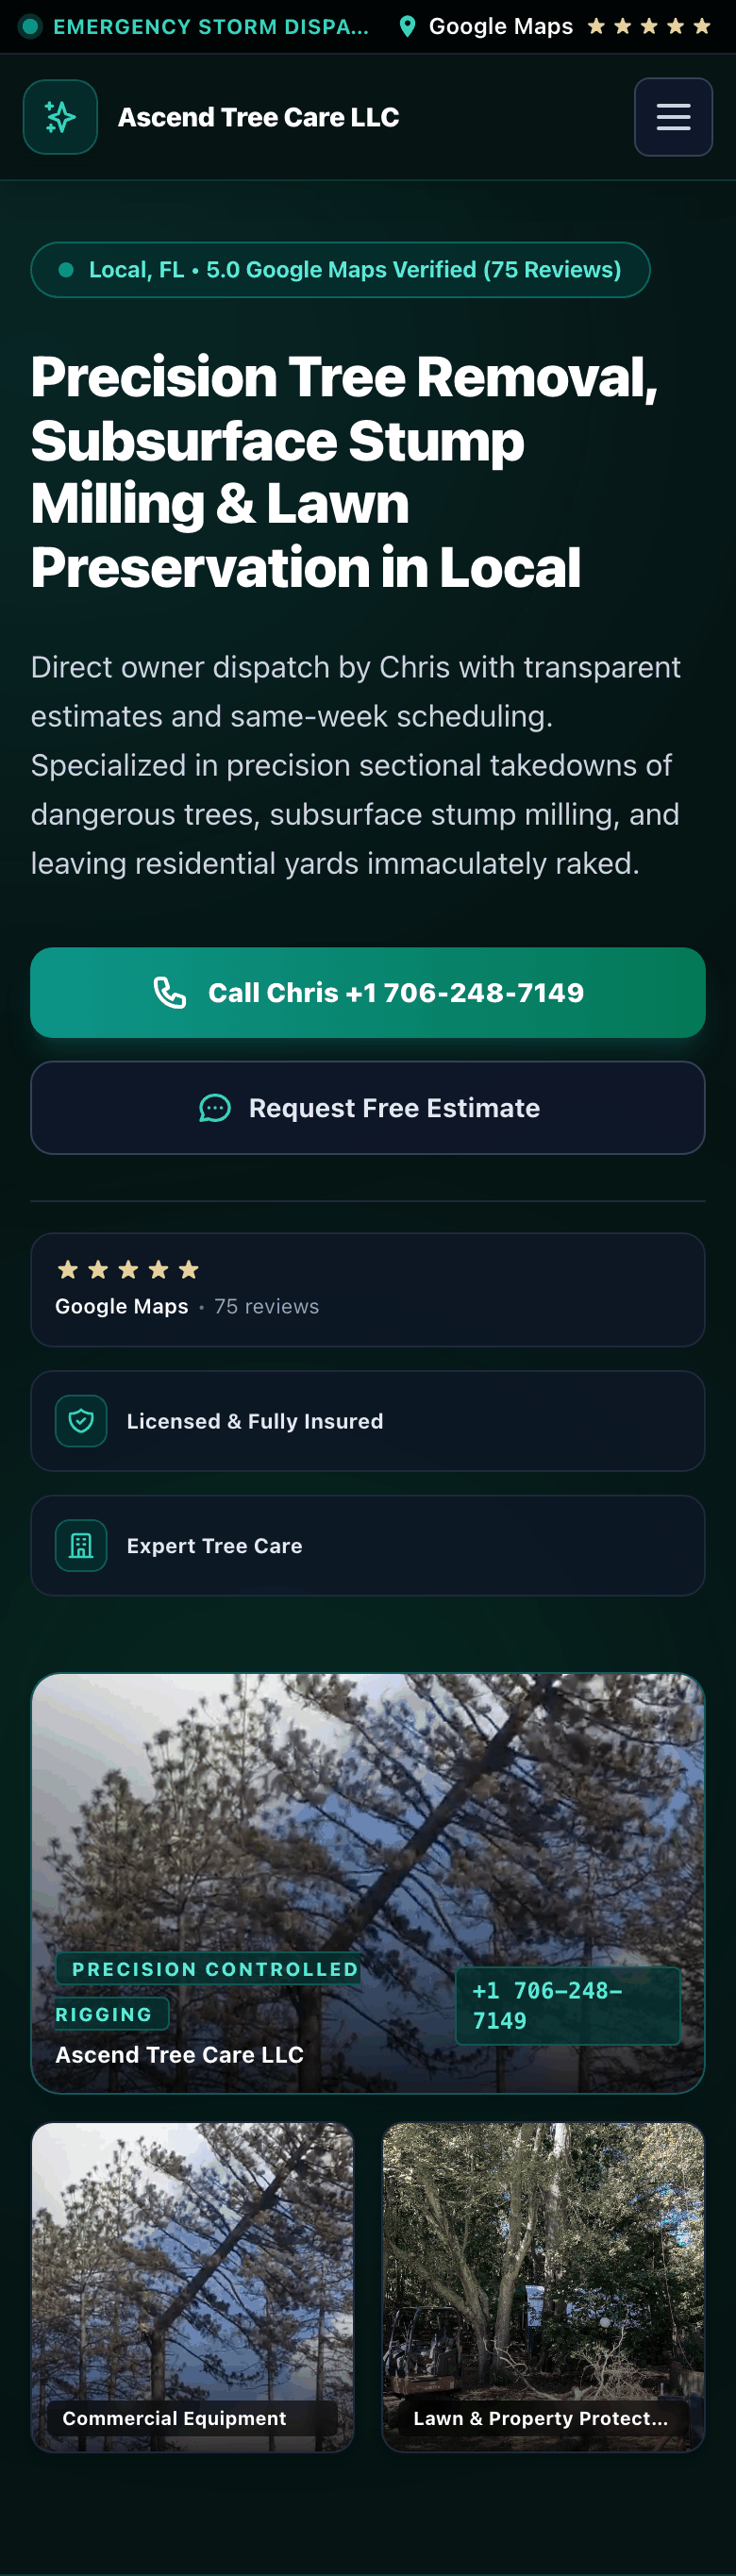 EMERGENCY STORM DISPA...
Google Maps
Ascend Tree Care LLC
Local, FL • 5.0 Google Maps Verified (75 Reviews)
Precision Tree Removal,
Subsurface Stump
Milling & Lawn
Preservation in Local
Direct owner dispatch by Chris with transparent
estimates and same-week scheduling.
Specialized in precision sectional takedowns of
dangerous trees, subsurface stump milling, and
leaving residential yards immaculately raked.
Call Chris +1 706-248-7149
Request Free Estimate
Google Maps • 75 reviews
Licensed & Fully Insured
Expert Tree Care
PRECISION CONTROLLED
RIGGING
Ascend Tree Care LLC
+1 706-248-
7149
Commercial Equipment
Lawn & Property Protect...